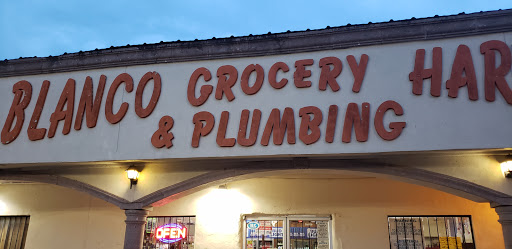 BLANCO GROCERY HAR
& PLUMBING
OPEN